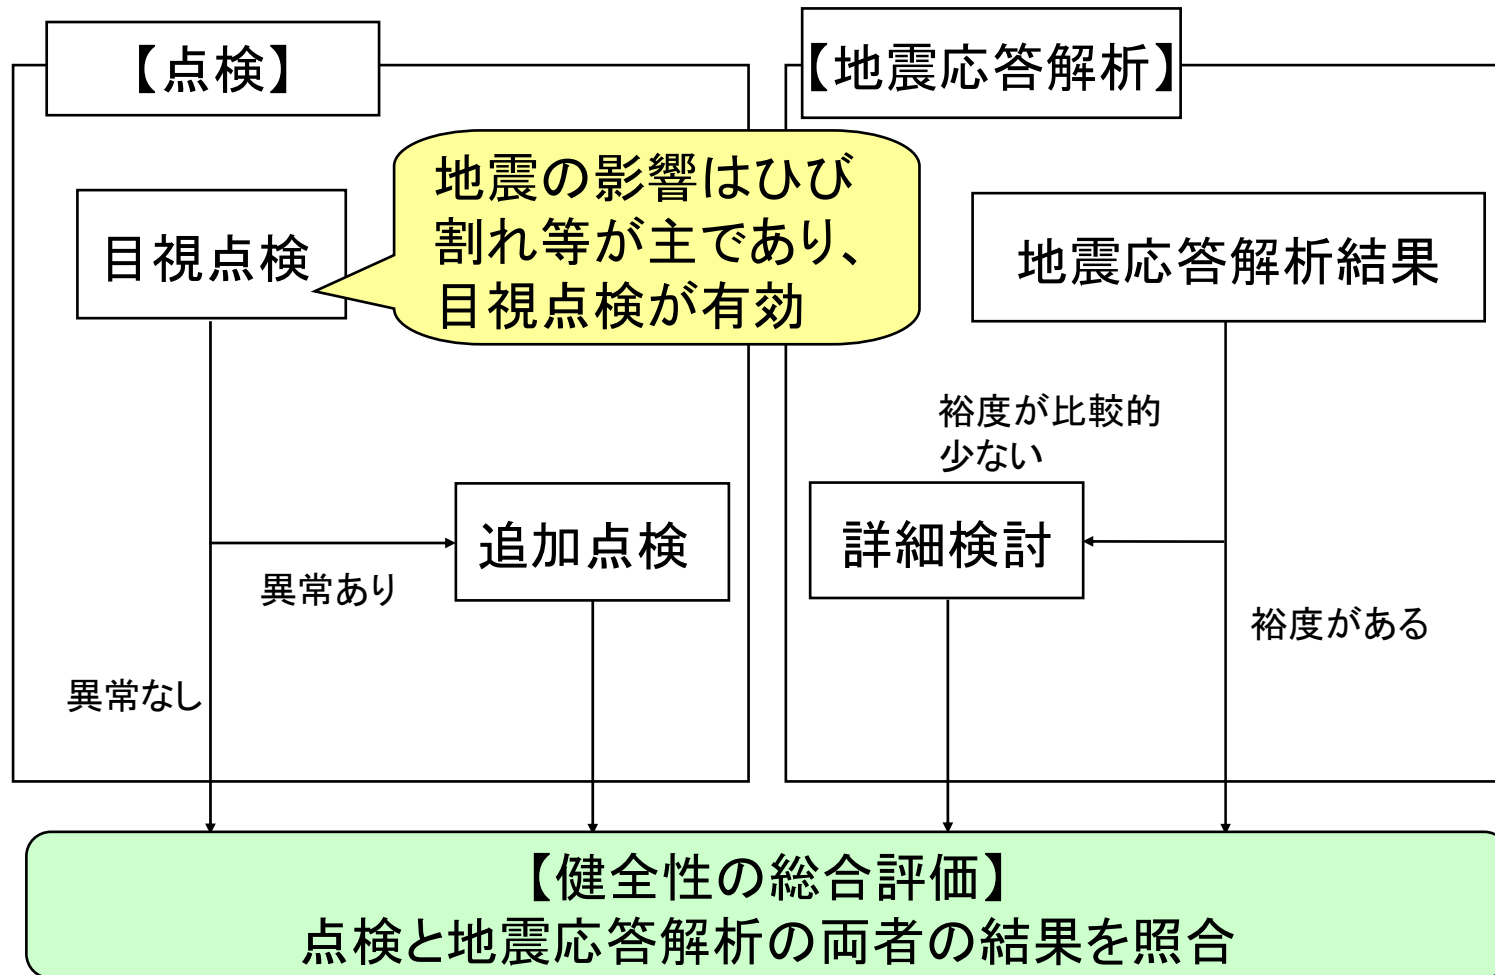 【点検】
目視点検
地震の影響はひび
割れ等が主であり、
目視点検が有効
追加点検
異常あり
異常なし
【地震応答解析】
地震応答解析結果
裕度が比較的
少ない
詳細検討
裕度がある
【健全性の総合評価】
点検と地震応答解析の両者の結果を照合